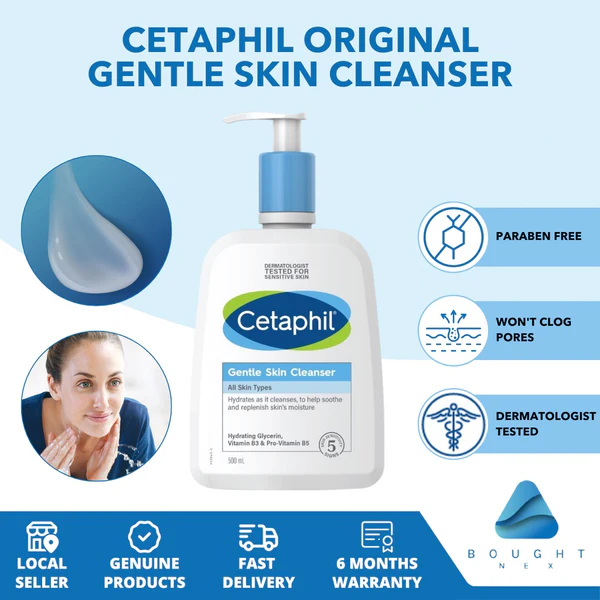 CETAPHIL ORIGINAL
GENTLE SKIN CLEANSER
DERMATOLOGIST
TESTED FOR
SENSITIVE SKIN
Cetaphil
Gentle Skin Cleanser
All Skin Types
Hydrates as it cleanses, to help soothe
and replenish skin's moisture
Hydrating Glycerin,
Vitamin B3 & Pro-Vitamin B5
500 mL
5
SIGNS
PARABEN FREE
WON'T CLOG
PORES
DERMATOLOGIST
TESTED
LOCAL
SELLER
GENUINE
PRODUCTS
FAST
DELIVERY
6 MONTHS
WARRANTY
BOUGHT
NEX